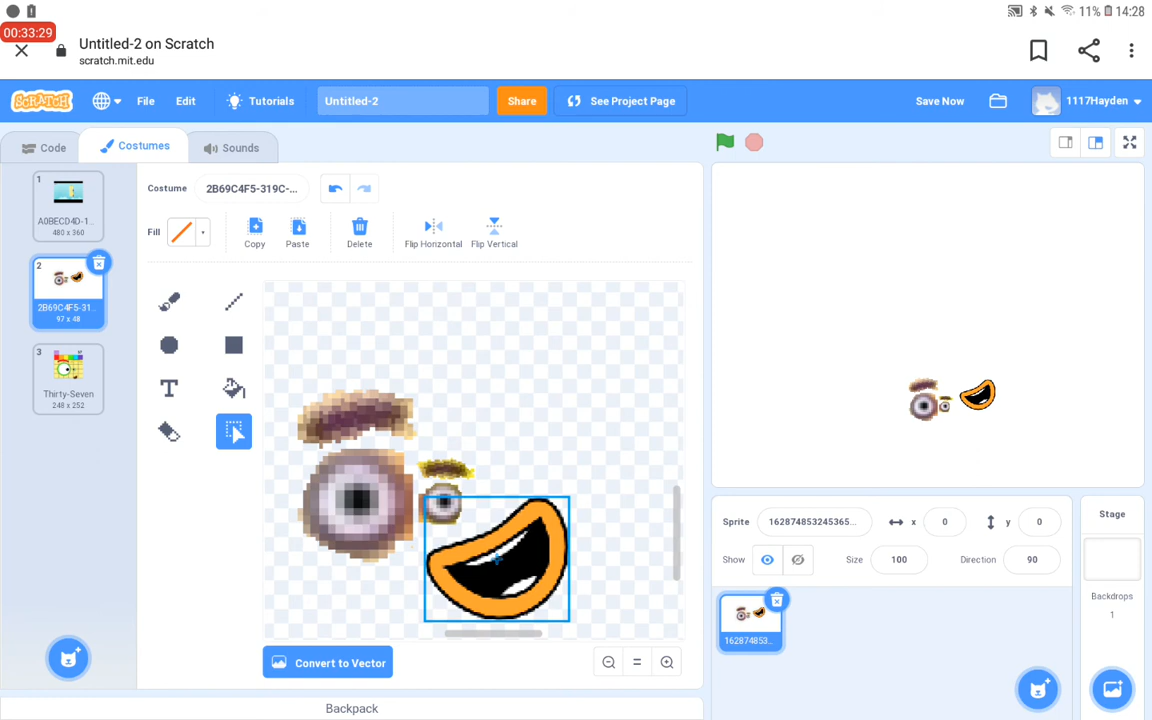 11% 14:28
00:33:29
Untitled-2 on Scratch
scratch.mit.edu
SCRATCH File Edit Tutorials Untitled-2 Share See Project Page Save Now 1117Hayden
Code Costumes Sounds
Costume 2B69C4F5-319C-...
Fill Copy Paste Delete Flip Horizontal Flip Vertical
1
A0BECD4D-1...
480 x 360
2
2B69C4F5-31...
97 x 48
3
Thirty-Seven
248 x 252
T
Convert to Vector
Backpack
Sprite 162874853245365... x 0 y 0
Show Size 100 Direction 90
162874853...
Stage
Backdrops
1